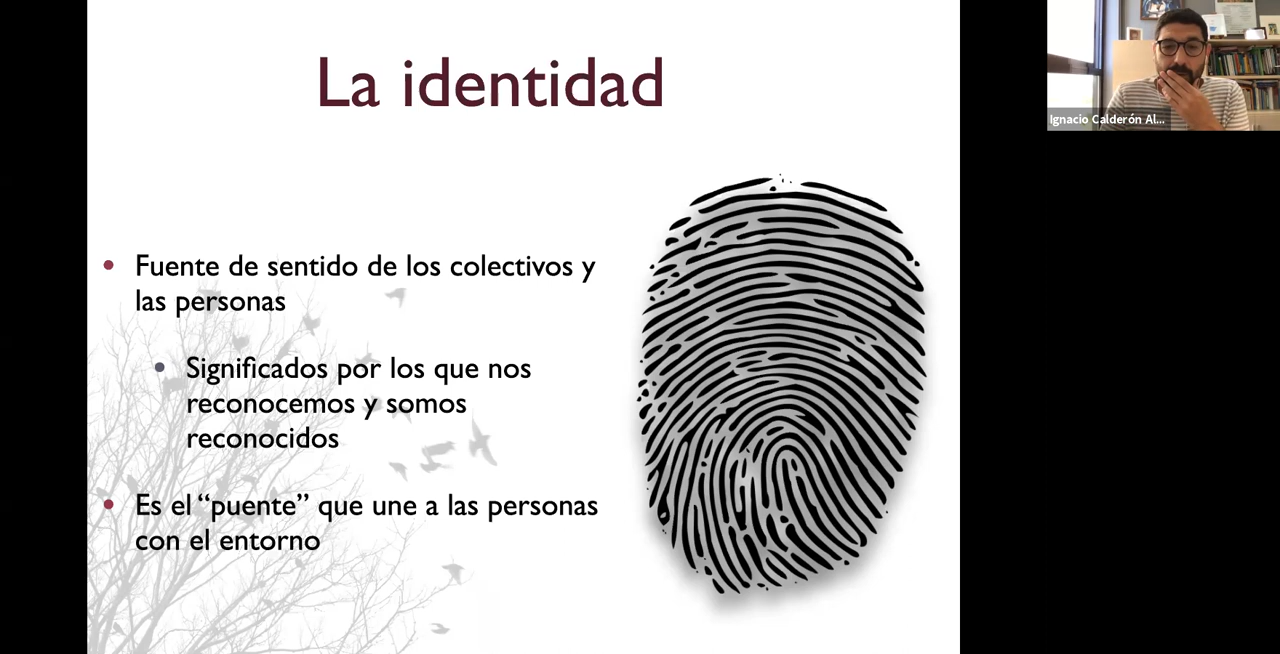 La identidad
Fuente de sentido de los colectivos y
las personas
Significados por los que nos
reconocemos y somos
reconocidos
Es el “puente” que une a las personas
con el entorno
Ignacio Calderón Al...